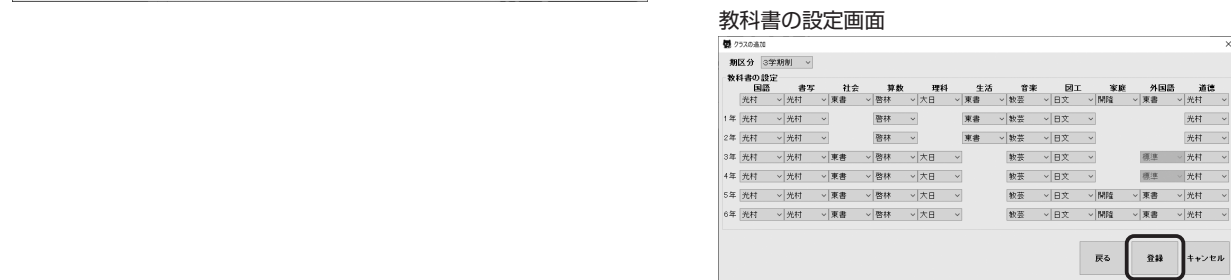 教科書の設定画面
クラスの追加 ×
期区分 3学期制
教科書の設定
国語 書写 社会 算数 理科 生活 音楽 図工 家庭 外国語 道徳
光村 光村 東書 啓林 大日 東書 教芸 日文 開隆 東書 光村
1年 光村 光村 啓林 東書 教芸 日文 光村
2年 光村 光村 啓林 東書 教芸 日文 光村
3年 光村 光村 東書 啓林 大日 教芸 日文 標準 光村
4年 光村 光村 東書 啓林 大日 教芸 日文 標準 光村
5年 光村 光村 東書 啓林 大日 教芸 日文 開隆 東書 光村
6年 光村 光村 東書 啓林 大日 教芸 日文 開隆 東書 光村
戻る 登録 キャンセル